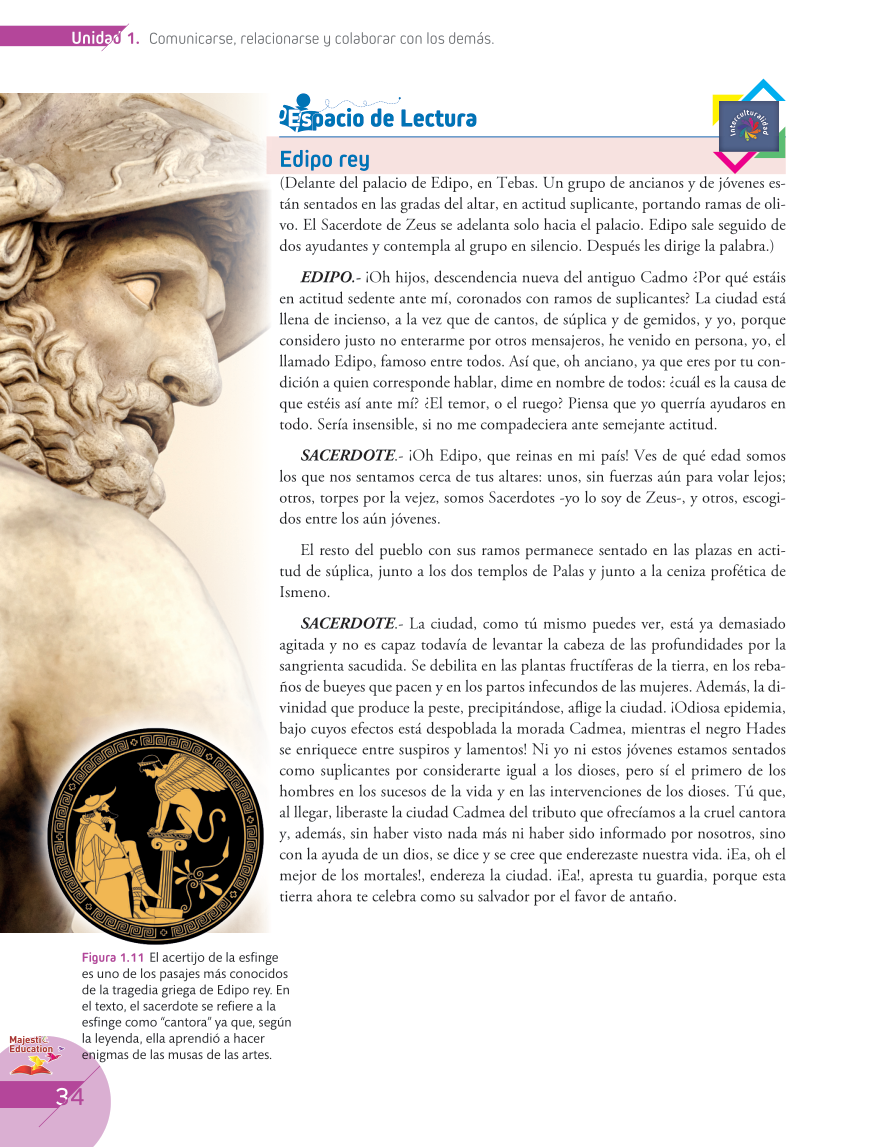 Unidad 1. Comunicarse, relacionarse y colaborar con los demás.
Espacio de Lectura
Interculturalidad
Edipo rey
(Delante del palacio de Edipo, en Tebas. Un grupo de ancianos y de jóvenes es-
tán sentados en las gradas del altar, en actitud suplicante, portando ramas de oli-
vo. El Sacerdote de Zeus se adelanta solo hacia el palacio. Edipo sale seguido de
dos ayudantes y contempla al grupo en silencio. Después les dirige la palabra.)
EDIPO.- ¡Oh hijos, descendencia nueva del antiguo Cadmo ¿Por qué estáis
en actitud sedente ante mí, coronados con ramos de suplicantes? La ciudad está
llena de incienso, a la vez que de cantos, de súplica y de gemidos, y yo, porque
considero justo no enterarme por otros mensajeros, he venido en persona, yo, el
llamado Edipo, famoso entre todos. Así que, oh anciano, ya que eres por tu con-
dición a quien corresponde hablar, dime en nombre de todos: ¿cuál es la causa de
que estéis así ante mí? ¿El temor, o el ruego? Piensa que yo querría ayudaros en
todo. Sería insensible, si no me compadeciera ante semejante actitud.
SACERDOTE.- ¡Oh Edipo, que reinas en mi país! Ves de qué edad somos
los que nos sentamos cerca de tus altares: unos, sin fuerzas aún para volar lejos;
otros, torpes por la vejez, somos Sacerdotes -yo lo soy de Zeus-, y otros, escogi-
dos entre los aún jóvenes.
El resto del pueblo con sus ramos permanece sentado en las plazas en acti-
tud de súplica, junto a los dos templos de Palas y junto a la ceniza profética de
Ismeno.
SACERDOTE.- La ciudad, como tú mismo puedes ver, está ya demasiado
agitada y no es capaz todavía de levantar la cabeza de las profundidades por la
sangrienta sacudida. Se debilita en las plantas fructíferas de la tierra, en los reba-
ños de bueyes que pacen y en los partos infecundos de las mujeres. Además, la di-
vinidad que produce la peste, precipitándose, aflige la ciudad. ¡Odiosa epidemia,
bajo cuyos efectos está despoblada la morada Cadmea, mientras el negro Hades
se enriquece entre suspiros y lamentos! Ni yo ni estos jóvenes estamos sentados
como suplicantes por considerarte igual a los dioses, pero sí el primero de los
hombres en los sucesos de la vida y en las intervenciones de los dioses. Tú que,
al llegar, liberaste la ciudad Cadmea del tributo que ofrecíamos a la cruel cantora
y, además, sin haber visto nada más ni haber sido informado por nosotros, sino
con la ayuda de un dios, se dice y se cree que enderezaste nuestra vida. ¡Ea, oh el
mejor de los mortales!, endereza la ciudad. ¡Ea!, apresta tu guardia, porque esta
tierra ahora te celebra como su salvador por el favor de antaño.
Figura 1.11 El acertijo de la esfinge
es uno de los pasajes más conocidos
de la tragedia griega de Edipo rey. En
el texto, el sacerdote se refiere a la
esfinge como “cantora” ya que, según
la leyenda, ella aprendió a hacer
enigmas de las musas de las artes.
Majestic
Education
34